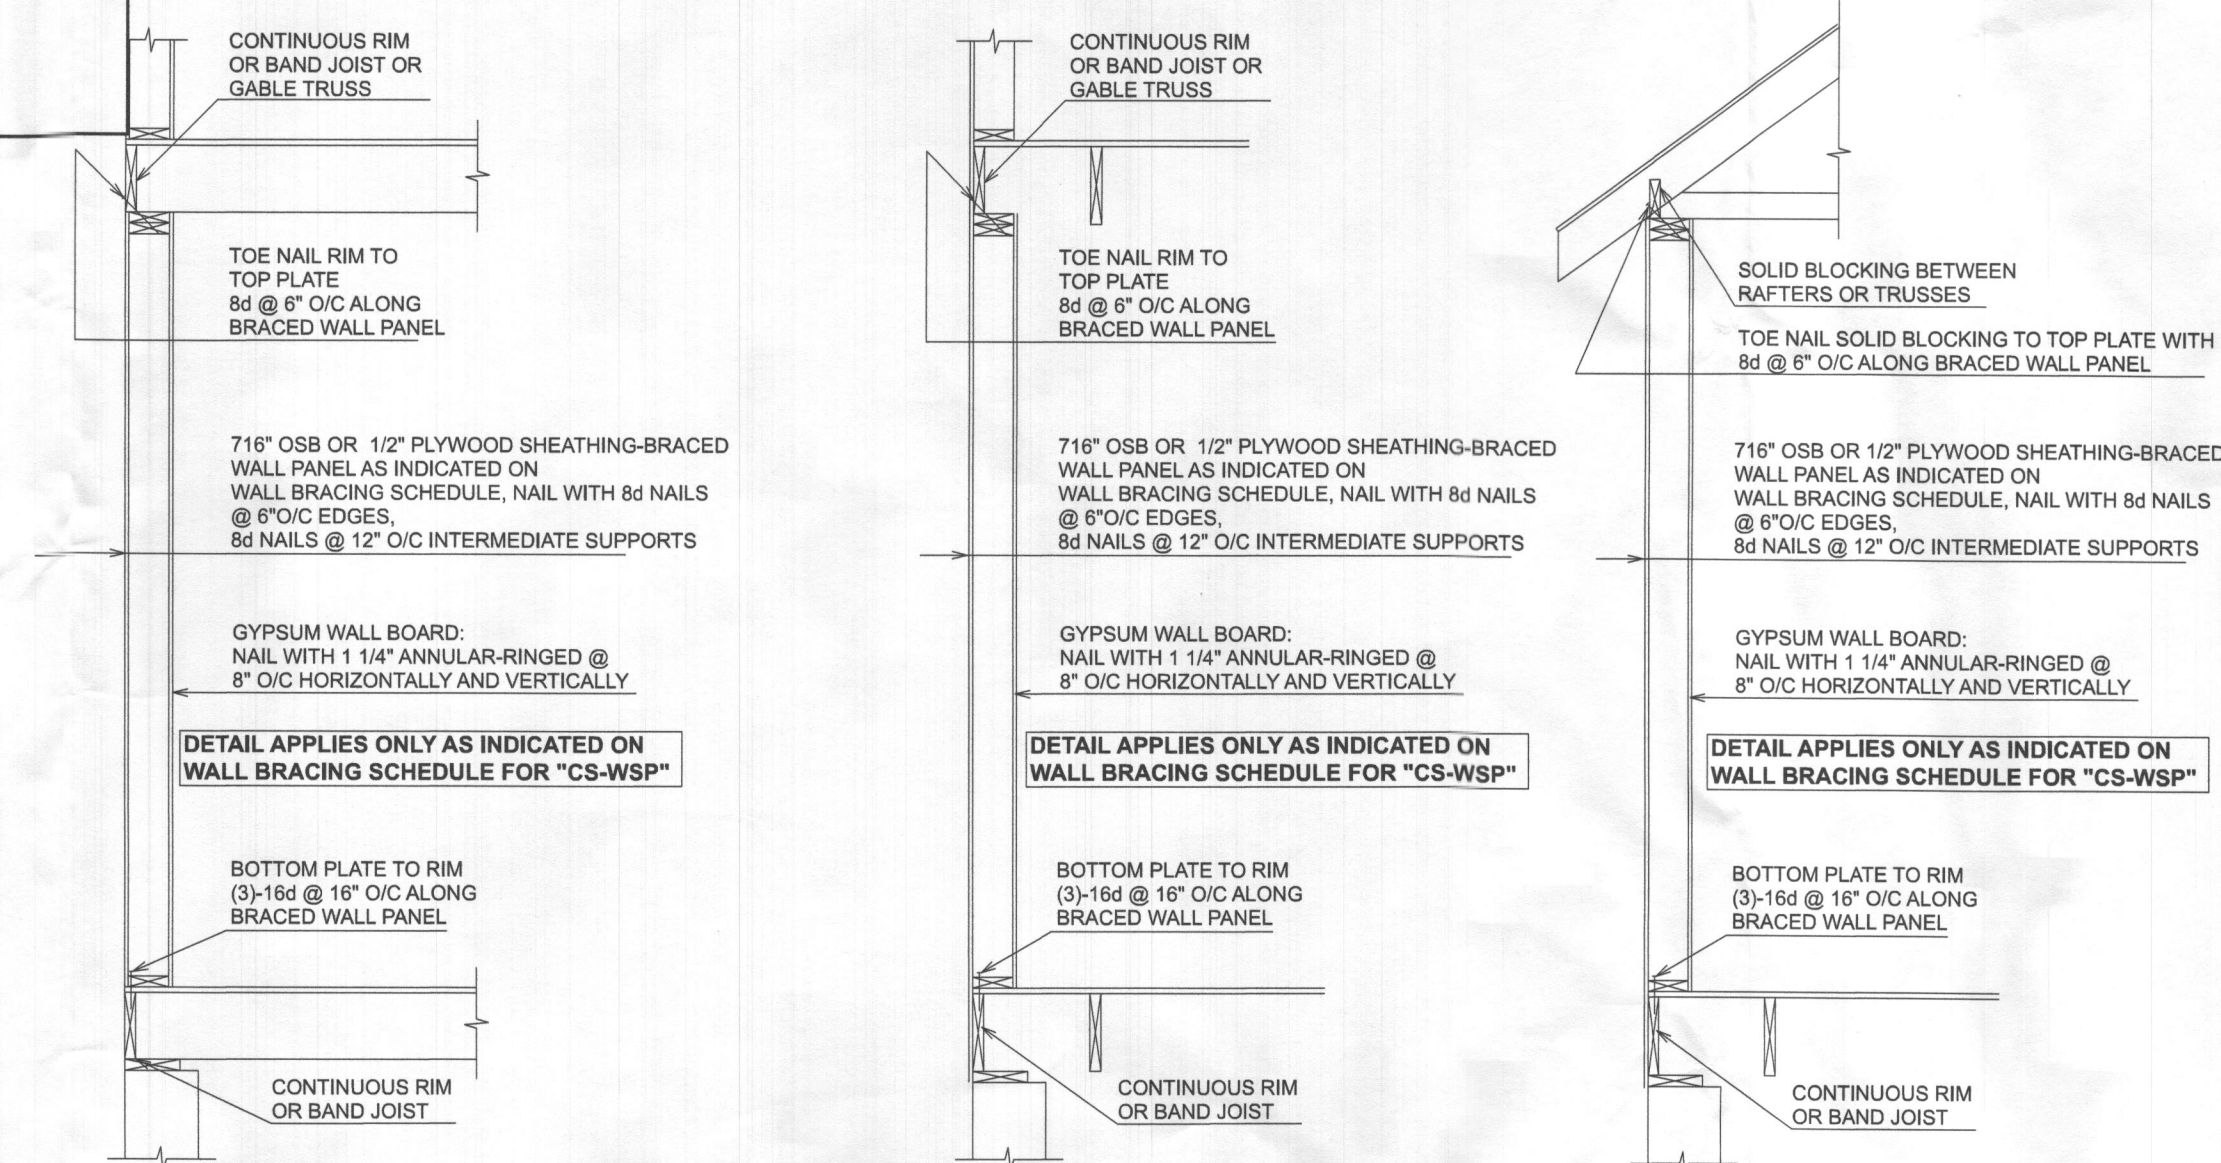 CONTINUOUS RIM
OR BAND JOIST OR
GABLE TRUSS
TOE NAIL RIM TO
TOP PLATE
8d @ 6" O/C ALONG
BRACED WALL PANEL
716" OSB OR 1/2" PLYWOOD SHEATHING-BRACED
WALL PANEL AS INDICATED ON
WALL BRACING SCHEDULE, NAIL WITH 8d NAILS
@ 6"O/C EDGES,
8d NAILS @ 12" O/C INTERMEDIATE SUPPORTS
GYPSUM WALL BOARD:
NAIL WITH 1 1/4" ANNULAR-RINGED @
8" O/C HORIZONTALLY AND VERTICALLY
DETAIL APPLIES ONLY AS INDICATED ON
WALL BRACING SCHEDULE FOR "CS-WSP"
BOTTOM PLATE TO RIM
(3)-16d @ 16" O/C ALONG
BRACED WALL PANEL
CONTINUOUS RIM
OR BAND JOIST
CONTINUOUS RIM
OR BAND JOIST OR
GABLE TRUSS
TOE NAIL RIM TO
TOP PLATE
8d @ 6" O/C ALONG
BRACED WALL PANEL
716" OSB OR 1/2" PLYWOOD SHEATHING-BRACED
WALL PANEL AS INDICATED ON
WALL BRACING SCHEDULE, NAIL WITH 8d NAILS
@ 6"O/C EDGES,
8d NAILS @ 12" O/C INTERMEDIATE SUPPORTS
GYPSUM WALL BOARD:
NAIL WITH 1 1/4" ANNULAR-RINGED @
8" O/C HORIZONTALLY AND VERTICALLY
DETAIL APPLIES ONLY AS INDICATED ON
WALL BRACING SCHEDULE FOR "CS-WSP"
BOTTOM PLATE TO RIM
(3)-16d @ 16" O/C ALONG
BRACED WALL PANEL
CONTINUOUS RIM
OR BAND JOIST
SOLID BLOCKING BETWEEN
RAFTERS OR TRUSSES
TOE NAIL SOLID BLOCKING TO TOP PLATE WITH
8d @ 6" O/C ALONG BRACED WALL PANEL
716" OSB OR 1/2" PLYWOOD SHEATHING-BRACED
WALL PANEL AS INDICATED ON
WALL BRACING SCHEDULE, NAIL WITH 8d NAILS
@ 6"O/C EDGES,
8d NAILS @ 12" O/C INTERMEDIATE SUPPORTS
GYPSUM WALL BOARD:
NAIL WITH 1 1/4" ANNULAR-RINGED @
8" O/C HORIZONTALLY AND VERTICALLY
DETAIL APPLIES ONLY AS INDICATED ON
WALL BRACING SCHEDULE FOR "CS-WSP"
BOTTOM PLATE TO RIM
(3)-16d @ 16" O/C ALONG
BRACED WALL PANEL
CONTINUOUS RIM
OR BAND JOIST